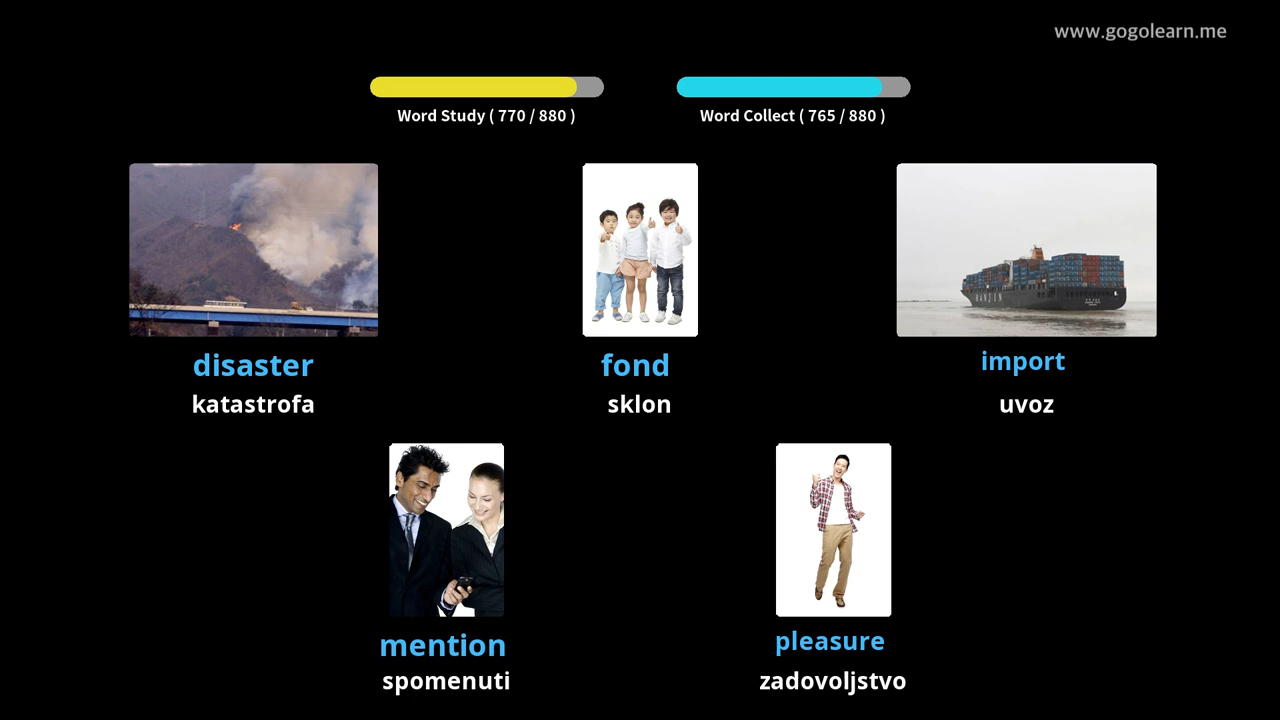 www.gogolearn.me
Word Study ( 770 / 880 )
Word Collect ( 765 / 880 )
HANJIN
disaster
fond
import
katastrofa
sklon
uvoz
mention
pleasure
spomenuti
zadovoljstvo